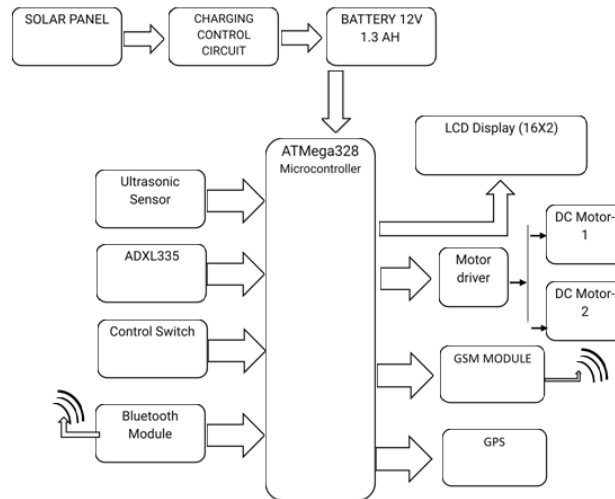 SOLAR PANEL
CHARGING
CONTROL
CIRCUIT
BATTERY 12V
1.3 AH
LCD Display (16X2)
ATMega328
Microcontroller
Ultrasonic
Sensor
ADXL335
Control Switch
Bluetooth
Module
Motor
driver
DC Motor-
1
DC Motor-
2
GSM MODULE
GPS